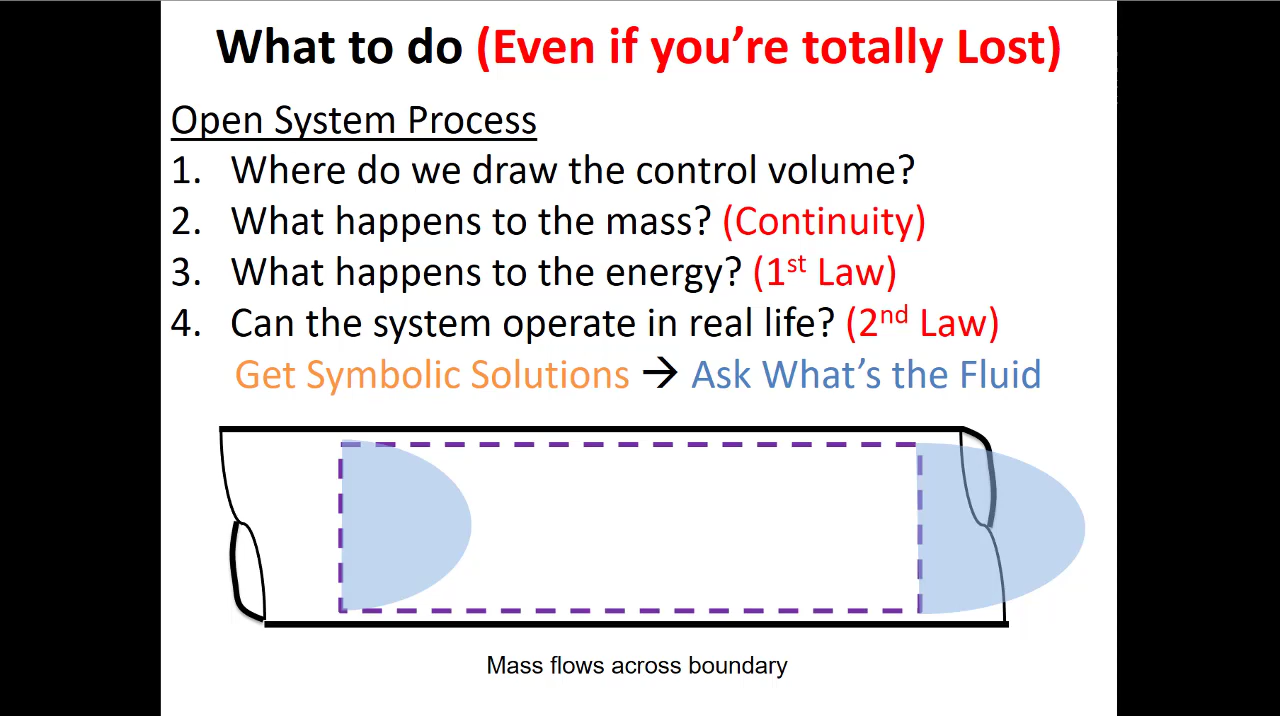 What to do (Even if you're totally Lost)
Open System Process
1. Where do we draw the control volume?
2. What happens to the mass? (Continuity)
3. What happens to the energy? (1st Law)
4. Can the system operate in real life? (2nd Law)
Get Symbolic Solutions → Ask What's the Fluid
Mass flows across boundary